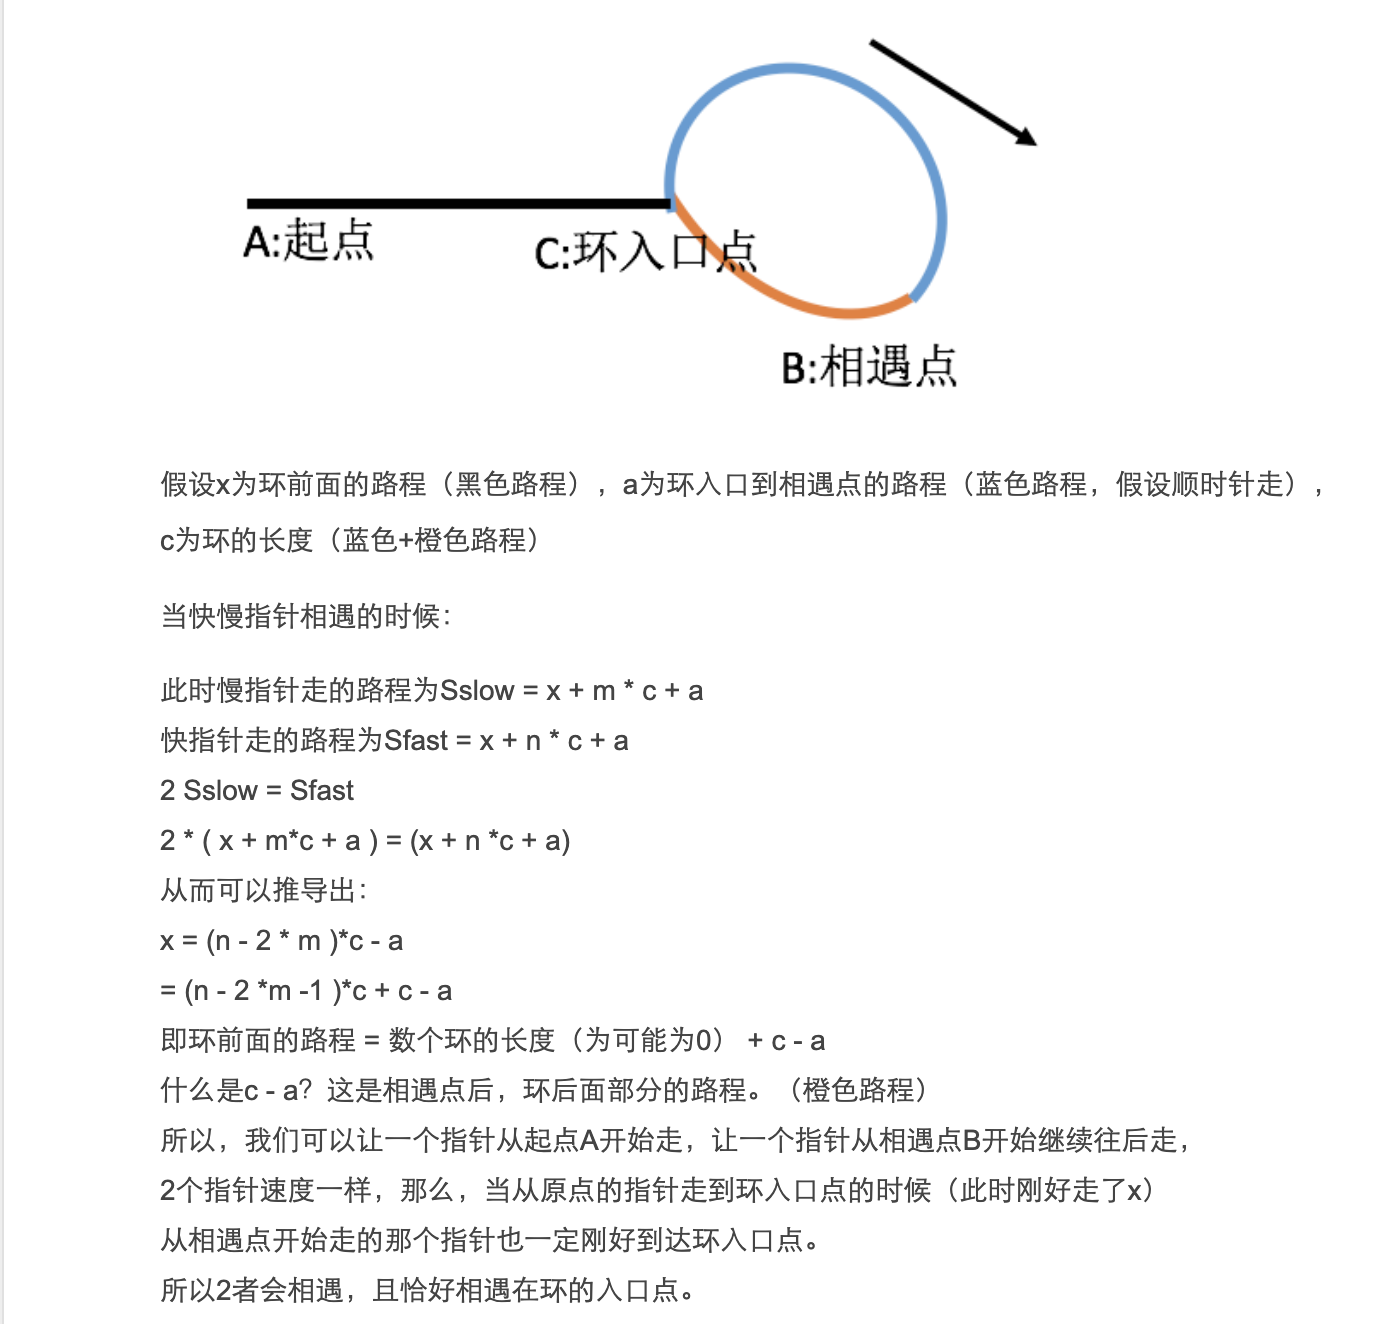 A:起点
C:环入口点
B:相遇点
假设x为环前面的路程（黑色路程），a为环入口到相遇点的路程（蓝色路程，假设顺时针走），
c为环的长度（蓝色+橙色路程）
当快慢指针相遇的时候：
此时慢指针走的路程为Sslow = x + m * c + a
快指针走的路程为Sfast = x + n * c + a
2 Sslow = Sfast
2 * ( x + m*c + a ) = (x + n *c + a)
从而可以推导出：
x = (n - 2 * m )*c - a
= (n - 2 *m -1 )*c + c - a
即环前面的路程 = 数个环的长度（为可能为0） + c - a
什么是c - a？这是相遇点后，环后面部分的路程。（橙色路程）
所以，我们可以让一个指针从起点A开始走，让一个指针从相遇点B开始继续往后走，
2个指针速度一样，那么，当从原点的指针走到环入口点的时候（此时刚好走了x）
从相遇点开始走的那个指针也一定刚好到达环入口点。
所以2者会相遇，且恰好相遇在环的入口点。